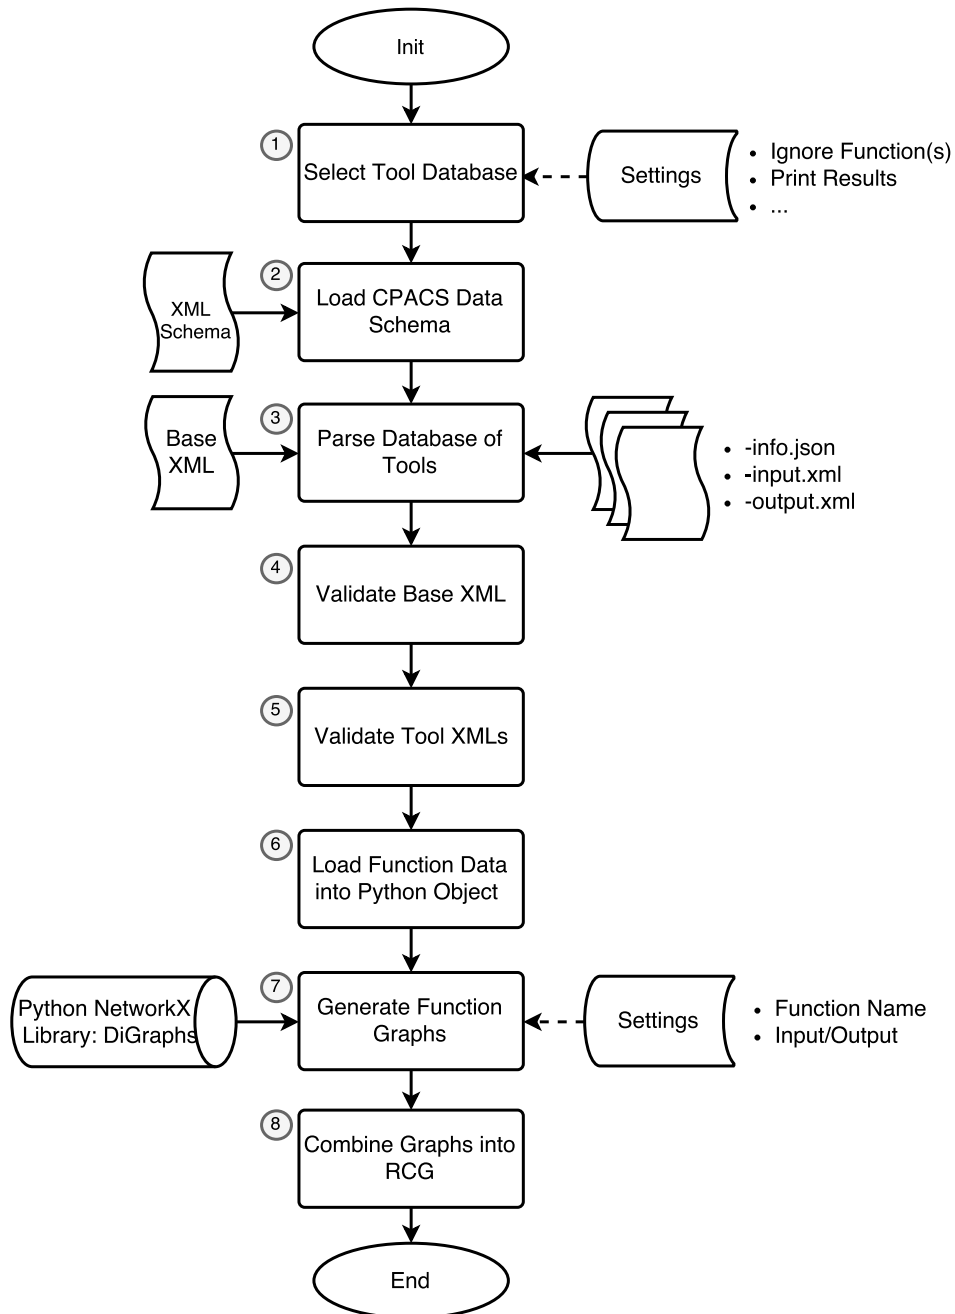 Init
1
Select Tool Database
Settings
• Ignore Function(s)
• Print Results
• ...
2
XML
Schema
Load CPACS Data
Schema
3
Base
XML
Parse Database of
Tools
• -info.json
• -input.xml
• -output.xml
4
Validate Base XML
5
Validate Tool XMLs
6
Load Function Data
into Python Object
7
Python NetworkX
Library: DiGraphs
Generate Function
Graphs
Settings
• Function Name
• Input/Output
8
Combine Graphs into
RCG
End